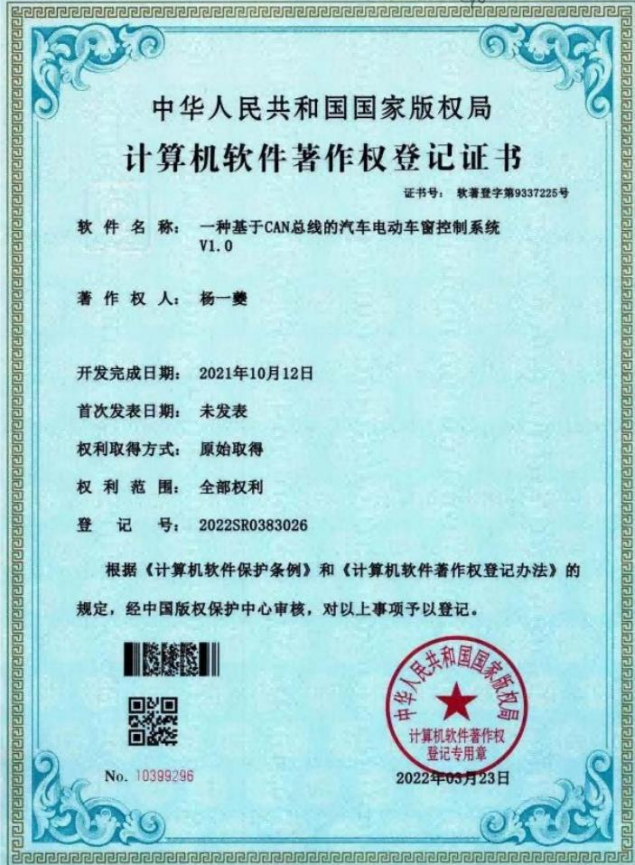 中华人民共和国国家版权局
计算机软件著作权登记证书
证书号： 软著登字第9337225号
软件名称： 一种基于CAN总线的汽车电动车窗控制系统
V1.0
著作权人： 杨一夔
开发完成日期： 2021年10月12日
首次发表日期： 未发表
权利取得方式： 原始取得
权利范围： 全部权利
登记号： 2022SR0383026
根据《计算机软件保护条例》和《计算机软件著作权登记办法》的
规定，经中国版权保护中心审核，对以上事项予以登记。
中华人民共和国国家版权局
计算机软件著作权
登记专用章
No. 10399296
2022年03月23日